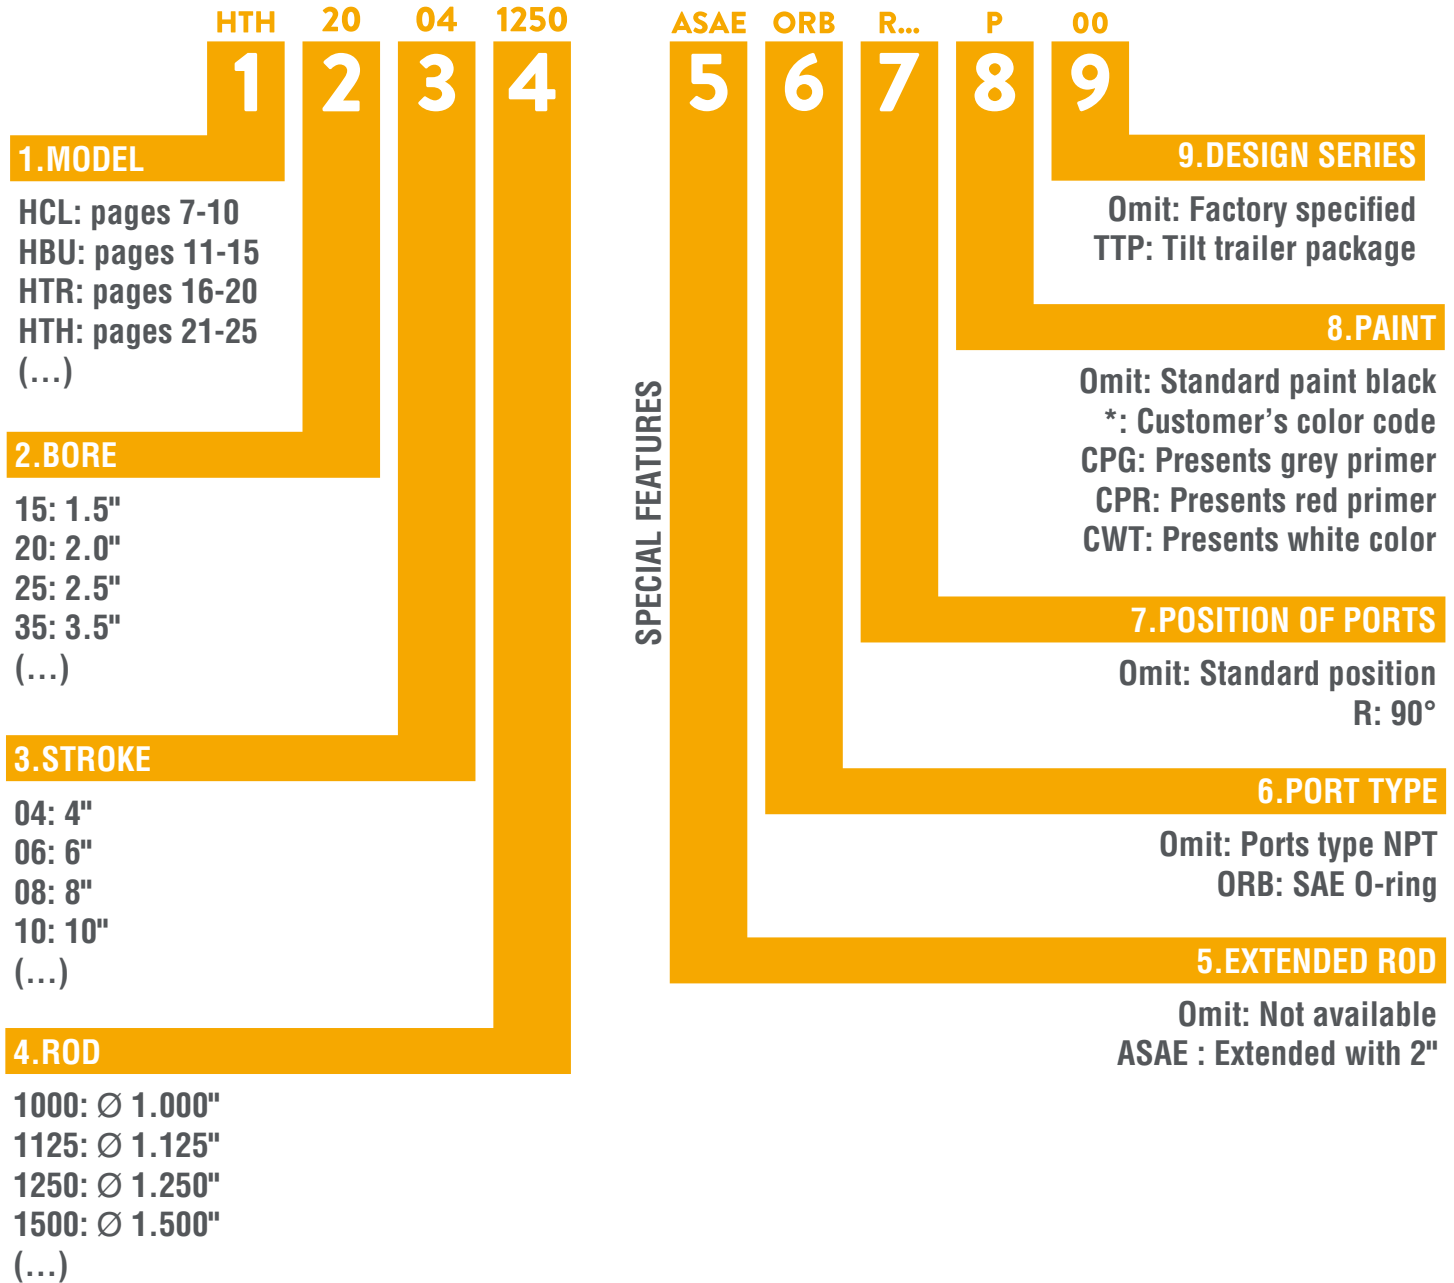 HTH 20 04 1250 ASAE ORB R... P 00
1 2 3 4 5 6 7 8 9
1.MODEL
HCL: pages 7-10
HBU: pages 11-15
HTR: pages 16-20
HTH: pages 21-25
(...)
2.BORE
15: 1.5"
20: 2.0"
25: 2.5"
35: 3.5"
(...)
3.STROKE
04: 4"
06: 6"
08: 8"
10: 10"
(...)
4.ROD
1000: Ø 1.000"
1125: Ø 1.125"
1250: Ø 1.250"
1500: Ø 1.500"
(...)
SPECIAL FEATURES
9.DESIGN SERIES
Omit: Factory specified
TTP: Tilt trailer package
8.PAINT
Omit: Standard paint black
*: Customer’s color code
CPG: Presents grey primer
CPR: Presents red primer
CWT: Presents white color
7.POSITION OF PORTS
Omit: Standard position
R: 90°
6.PORT TYPE
Omit: Ports type NPT
ORB: SAE O-ring
5.EXTENDED ROD
Omit: Not available
ASAE : Extended with 2"